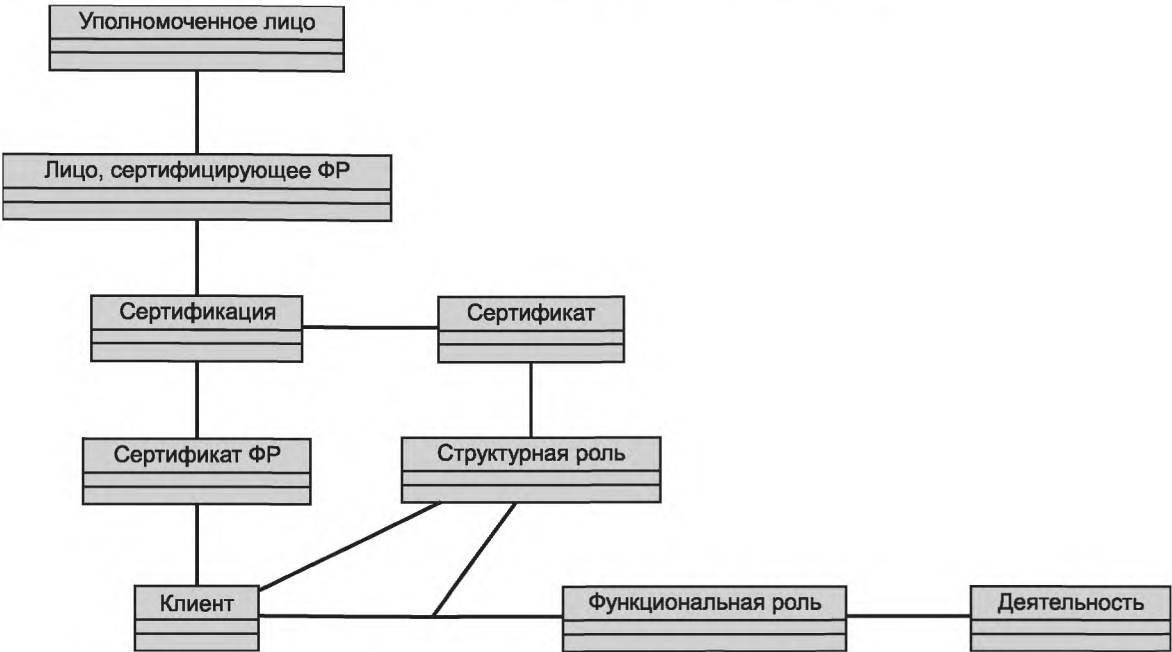 Уполномоченное лицо
Лицо, сертифицирующее ФР
Сертификация
Сертификат
Сертификат ФР
Структурная роль
Клиент
Функциональная роль
Деятельность